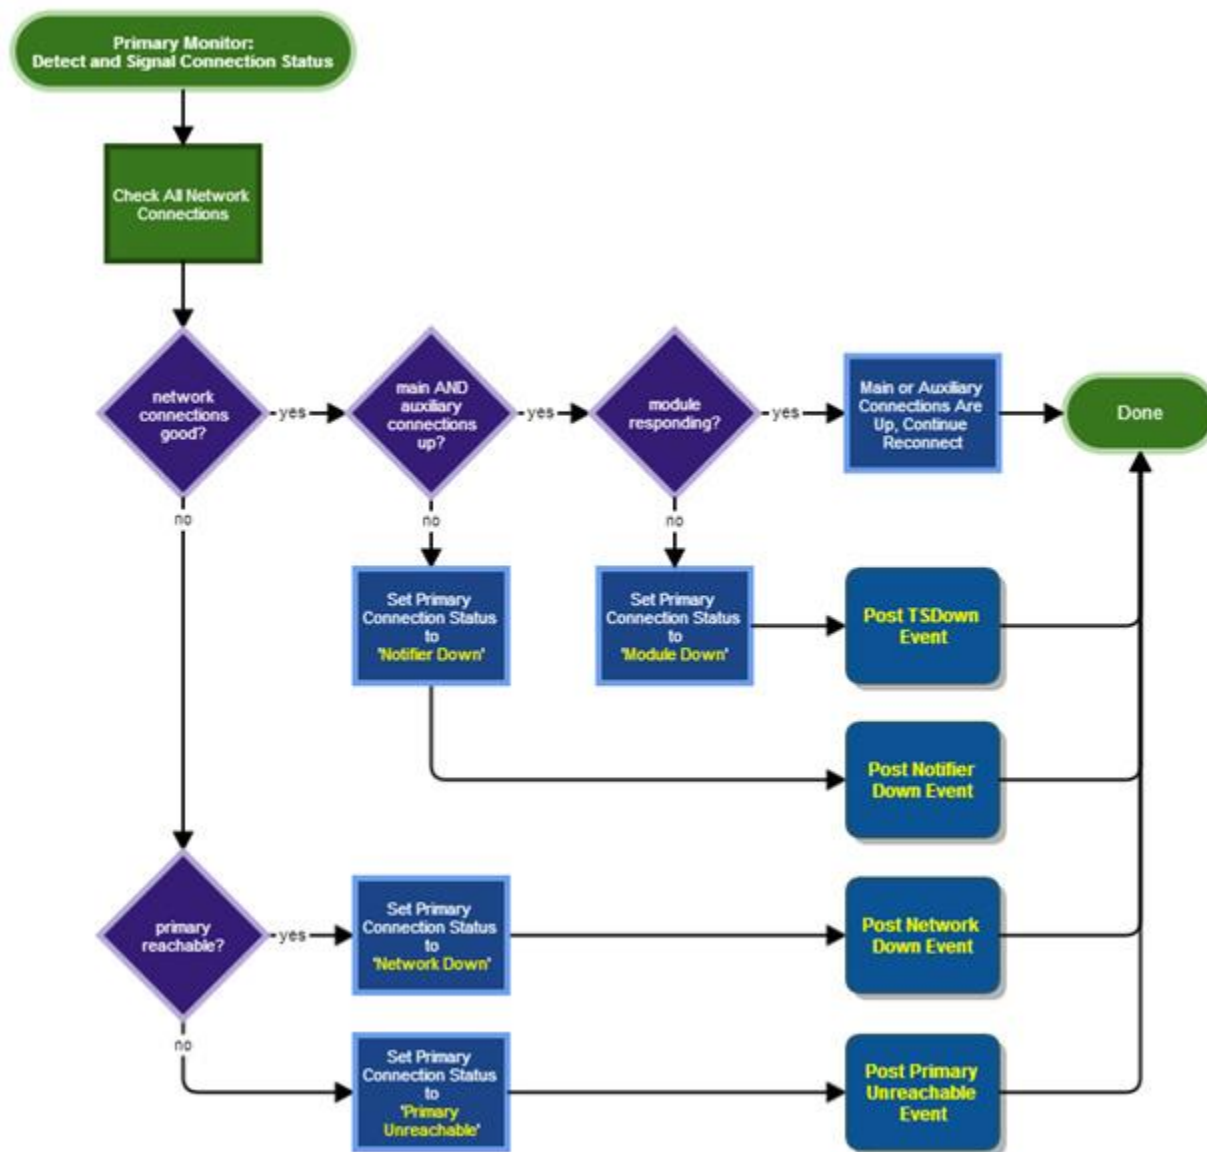 Primary Monitor:
Detect and Signal Connection Status
Check All Network
Connections
network
connections
good?
yes
main AND
auxiliary
connections
up?
yes
module
responding?
yes
Main or Auxiliary
Connections Are
Up, Continue
Reconnect
Done
no
no
no
Set Primary
Connection Status
to
'Notifier Down'
Set Primary
Connection Status
to
'Module Down'
Post TSDown
Event
Post Notifier
Down Event
primary
reachable?
yes
Set Primary
Connection Status
to
'Network Down'
Post Network
Down Event
no
Set Primary
Connection Status
to
'Primary
Unreachable'
Post Primary
Unreachable
Event